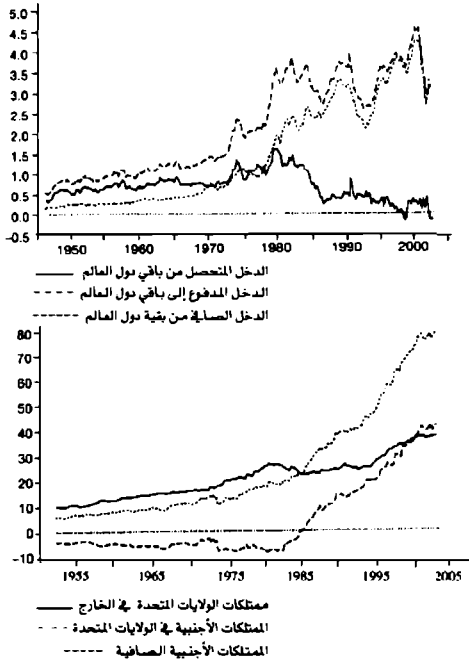 5.0
4.5
4.0
3.5
3.0
2.5
2.0
1.5
1.0
0.5
0.0
-0.5
1950 1960 1970 1980 1990 2000
الدخل المتحصل من باقي دول العالم
الدخل المدفوع إلى باقي دول العالم
الدخل الصافي من بقية دول العالم
80
70
60
50
40
30
20
10
0
-10
1935 1965 1975 1985 1995 2005
ممتلكات الولايات المتحدة في الخارج
الممتلكات الأجنبية في الولايات المتحدة
الممتلكات الأجنبية الصافية